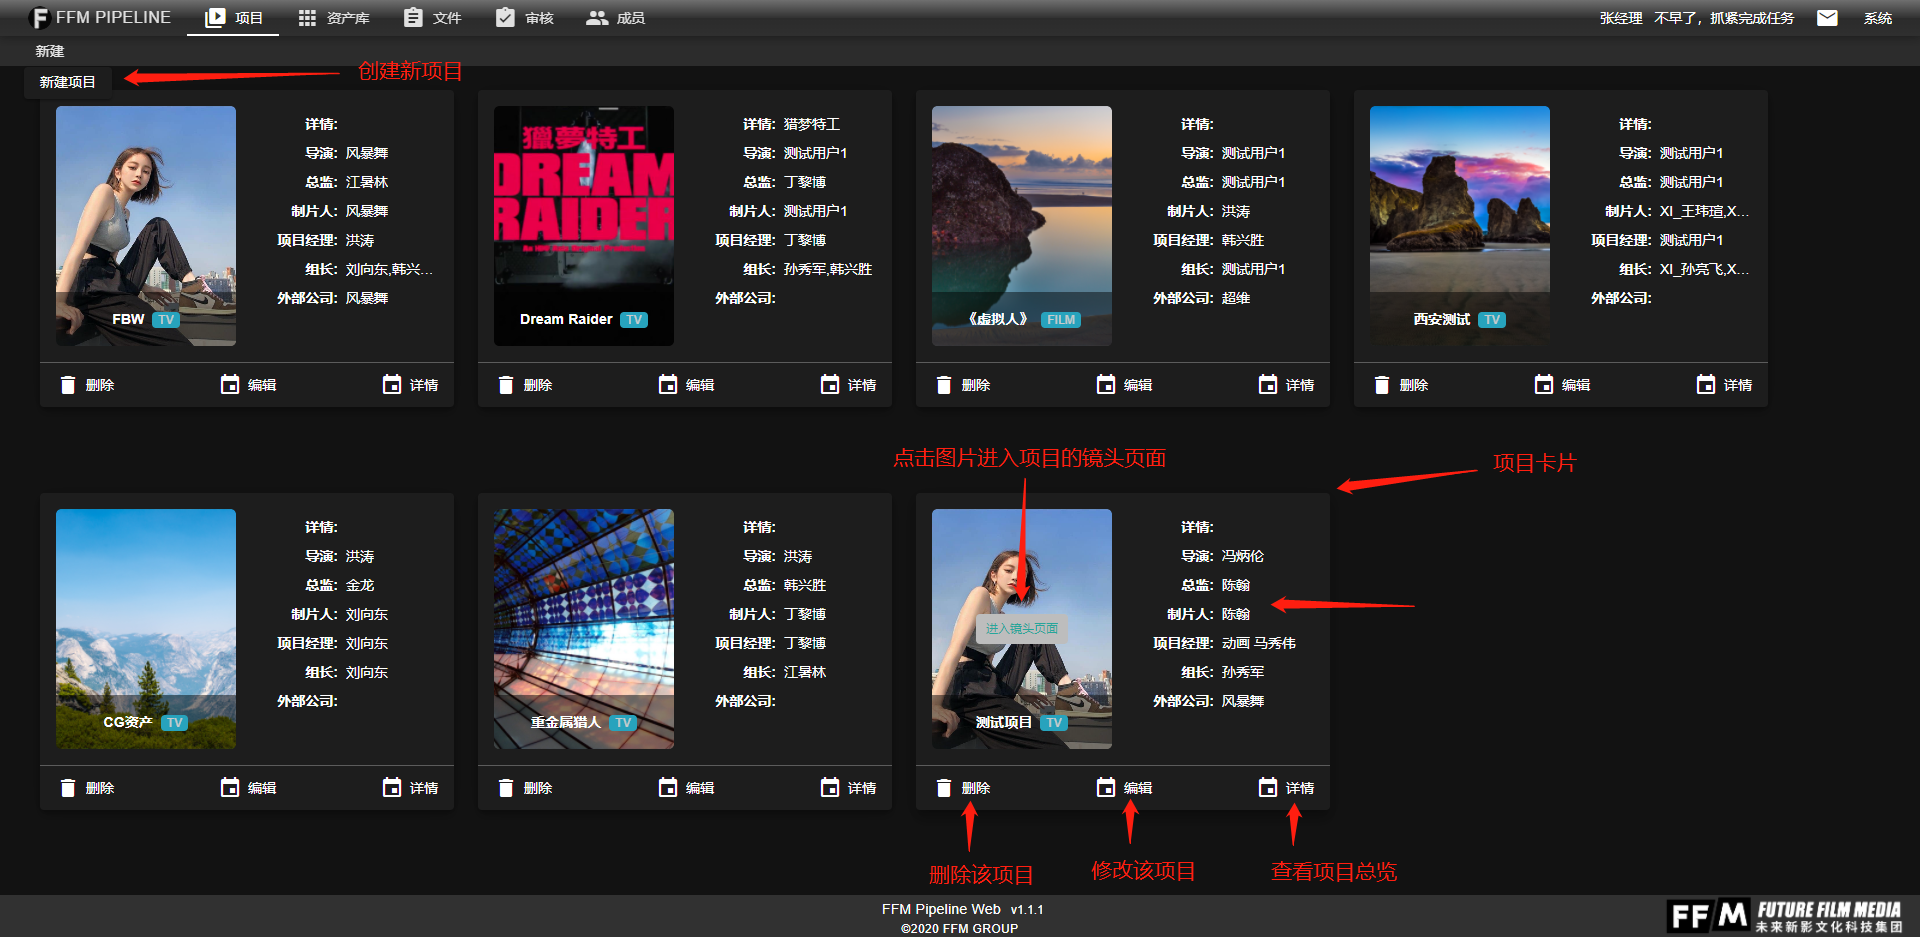 FFM PIPELINE 项目 资产库 文件 审核 成员 张经理 不早了，抓紧完成任务 系统
新建
新建项目 创建新项目
详情:
导演: 风暴舞
总监: 江暑林
制片人: 风暴舞
项目经理: 洪涛
组长: 刘向东,韩兴...
外部公司: 风暴舞
FBW TV
删除 编辑 详情
獵夢特工
DREAM
RAIDER
详情: 猎梦特工
导演: 测试用户1
总监: 丁黎博
制片人: 测试用户1
项目经理: 丁黎博
组长: 孙秀军,韩兴胜
外部公司:
Dream Raider TV
删除 编辑 详情
详情:
导演: 测试用户1
总监: 测试用户1
制片人: 洪涛
项目经理: 韩兴胜
组长: 测试用户1
外部公司: 超维
《虚拟人》 FILM
删除 编辑 详情
详情:
导演: 测试用户1
总监: 测试用户1
制片人: XI_王玮瑄,X...
项目经理: 测试用户1
组长: XI_孙亮飞,X...
外部公司:
西安测试 TV
删除 编辑 详情
点击图片进入项目的镜头页面
项目卡片
详情:
导演: 洪涛
总监: 金龙
制片人: 刘向东
项目经理: 刘向东
组长: 刘向东
外部公司:
CG资产 TV
删除 编辑 详情
详情:
导演: 洪涛
总监: 韩兴胜
制片人: 丁黎博
项目经理: 丁黎博
组长: 江暑林
外部公司:
重金属猎人 TV
删除 编辑 详情
详情:
导演: 冯炳伦
总监: 陈翰
制片人: 陈翰
进入镜头页面
项目经理: 动画 马秀伟
组长: 孙秀军
外部公司: 风暴舞
测试项目 TV
删除 编辑 详情
删除该项目 修改该项目 查看项目总览
FFM Pipeline Web v1.1.1
©2020 FFM GROUP
FFM FUTURE FILM MEDIA
未来新影文化科技集团